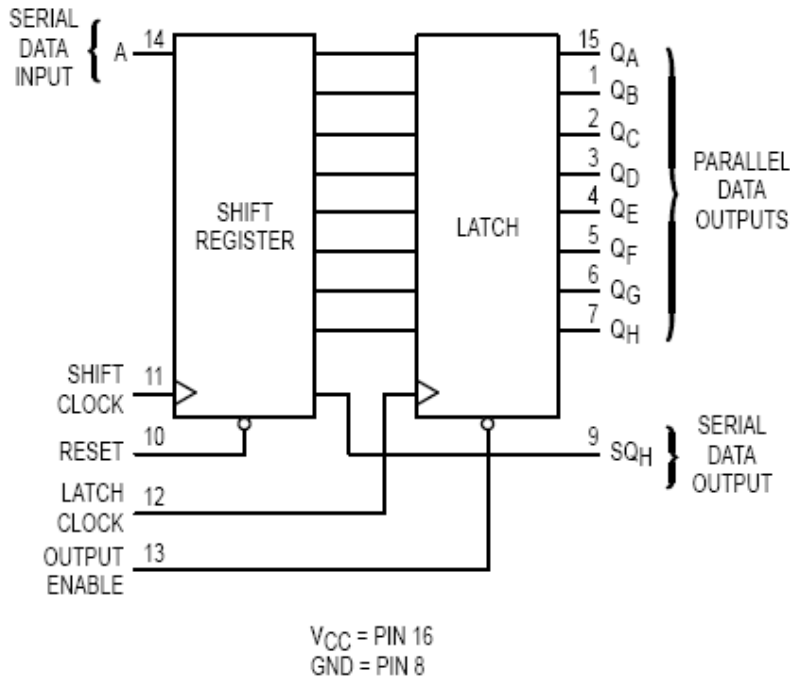 SERIAL
DATA
INPUT
A
14
SHIFT
REGISTER
LATCH
15 QA
1 QB
2 QC
3 QD
4 QE
5 QF
6 QG
7 QH
PARALLEL
DATA
OUTPUTS
SHIFT
CLOCK
11
RESET
10
LATCH
CLOCK
12
OUTPUT
ENABLE
13
9 SQH
SERIAL
DATA
OUTPUT
VCC = PIN 16
GND = PIN 8